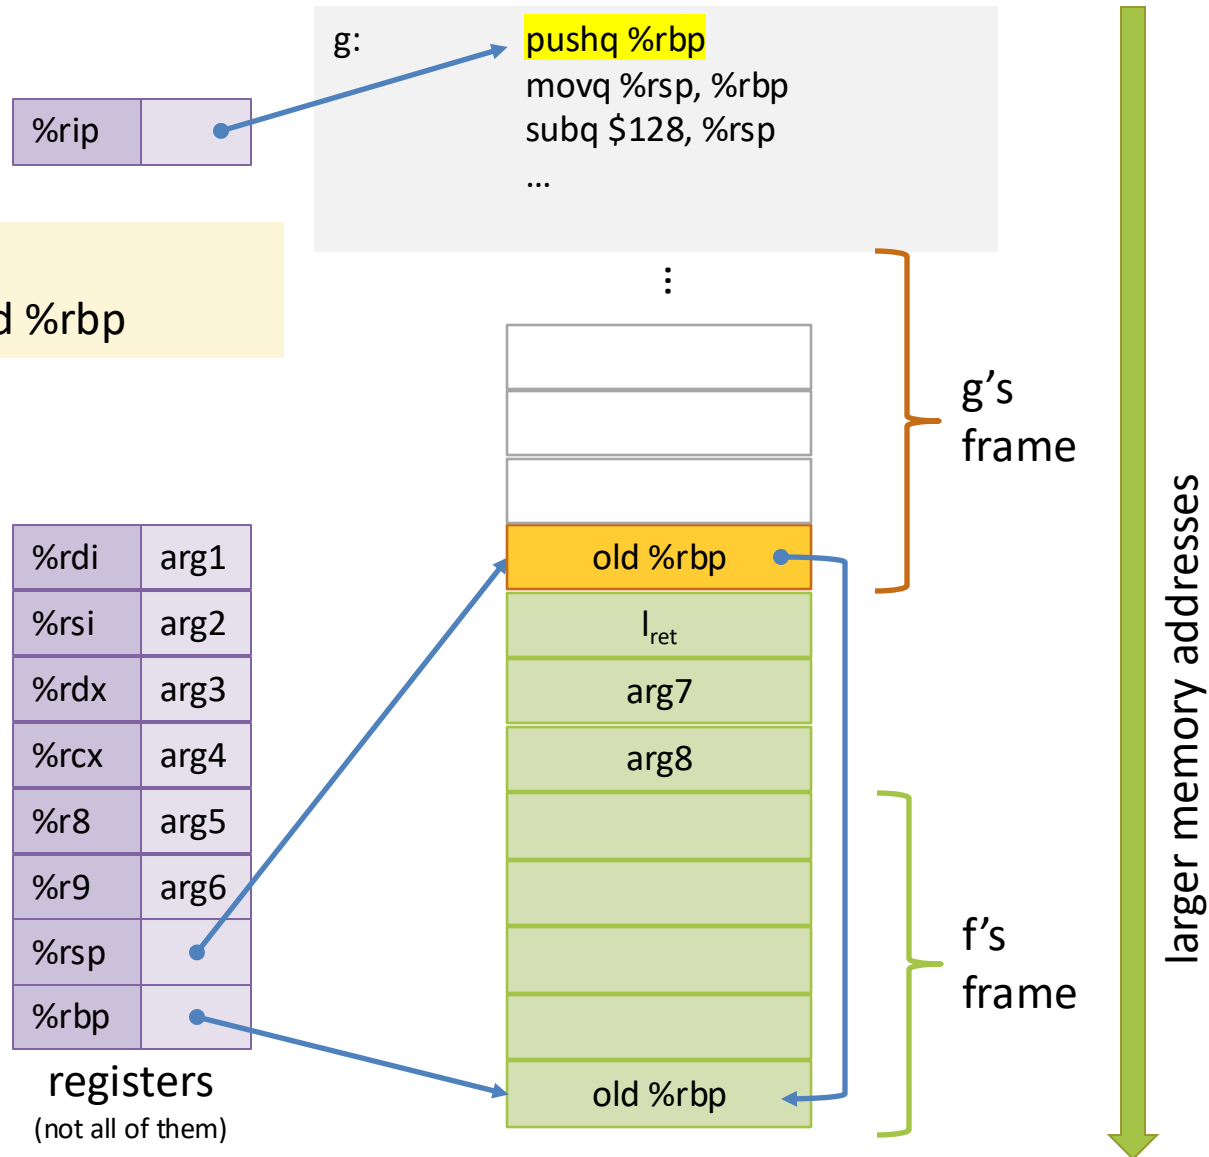 g: pushq %rbp
movq %rsp, %rbp
subq $128, %rsp
…
%rip
%rbp
⋮
g's
frame
%rdi arg1
%rsi arg2
%rdx arg3
%rcx arg4
%r8 arg5
%r9 arg6
%rsp
%rbp
registers
(not all of them)
old %rbp
lret
arg7
arg8
old %rbp
f's
frame
larger memory addresses